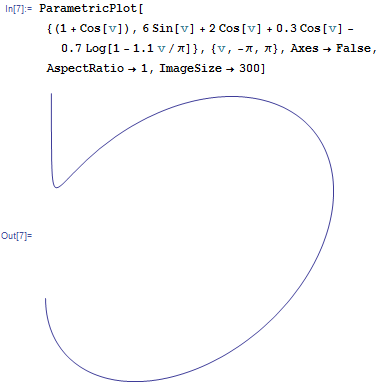 In[7]:= ParametricPlot[
{(1 + Cos[v]), 6 Sin[v] + 2 Cos[v] + 0.3 Cos[v] -
0.7 Log[1 - 1.1 v / π]}, {v, -π, π}, Axes → False,
AspectRatio → 1, ImageSize → 300]
Out[7]=